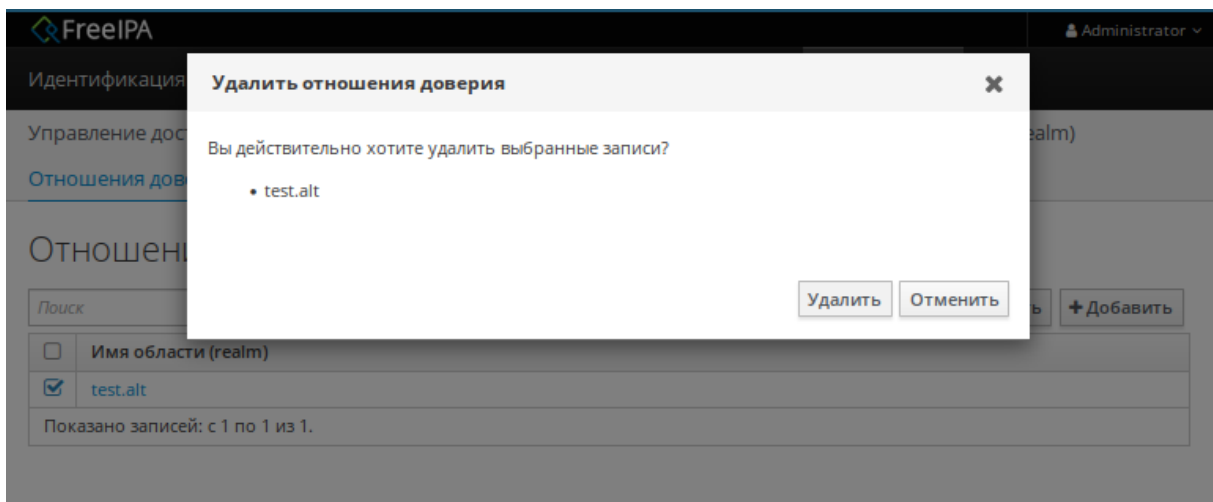 FreeIPA
Administrator
Идентификация
Удалить отношения доверия
Управление дос
ealm)
Вы действительно хотите удалить выбранные записи?
Отношения дов
• test.alt
Отношен
Удалить
Отменить
Поиск
ь
Добавить
Имя области (realm)
test.alt
Показано записей: с 1 по 1 из 1.